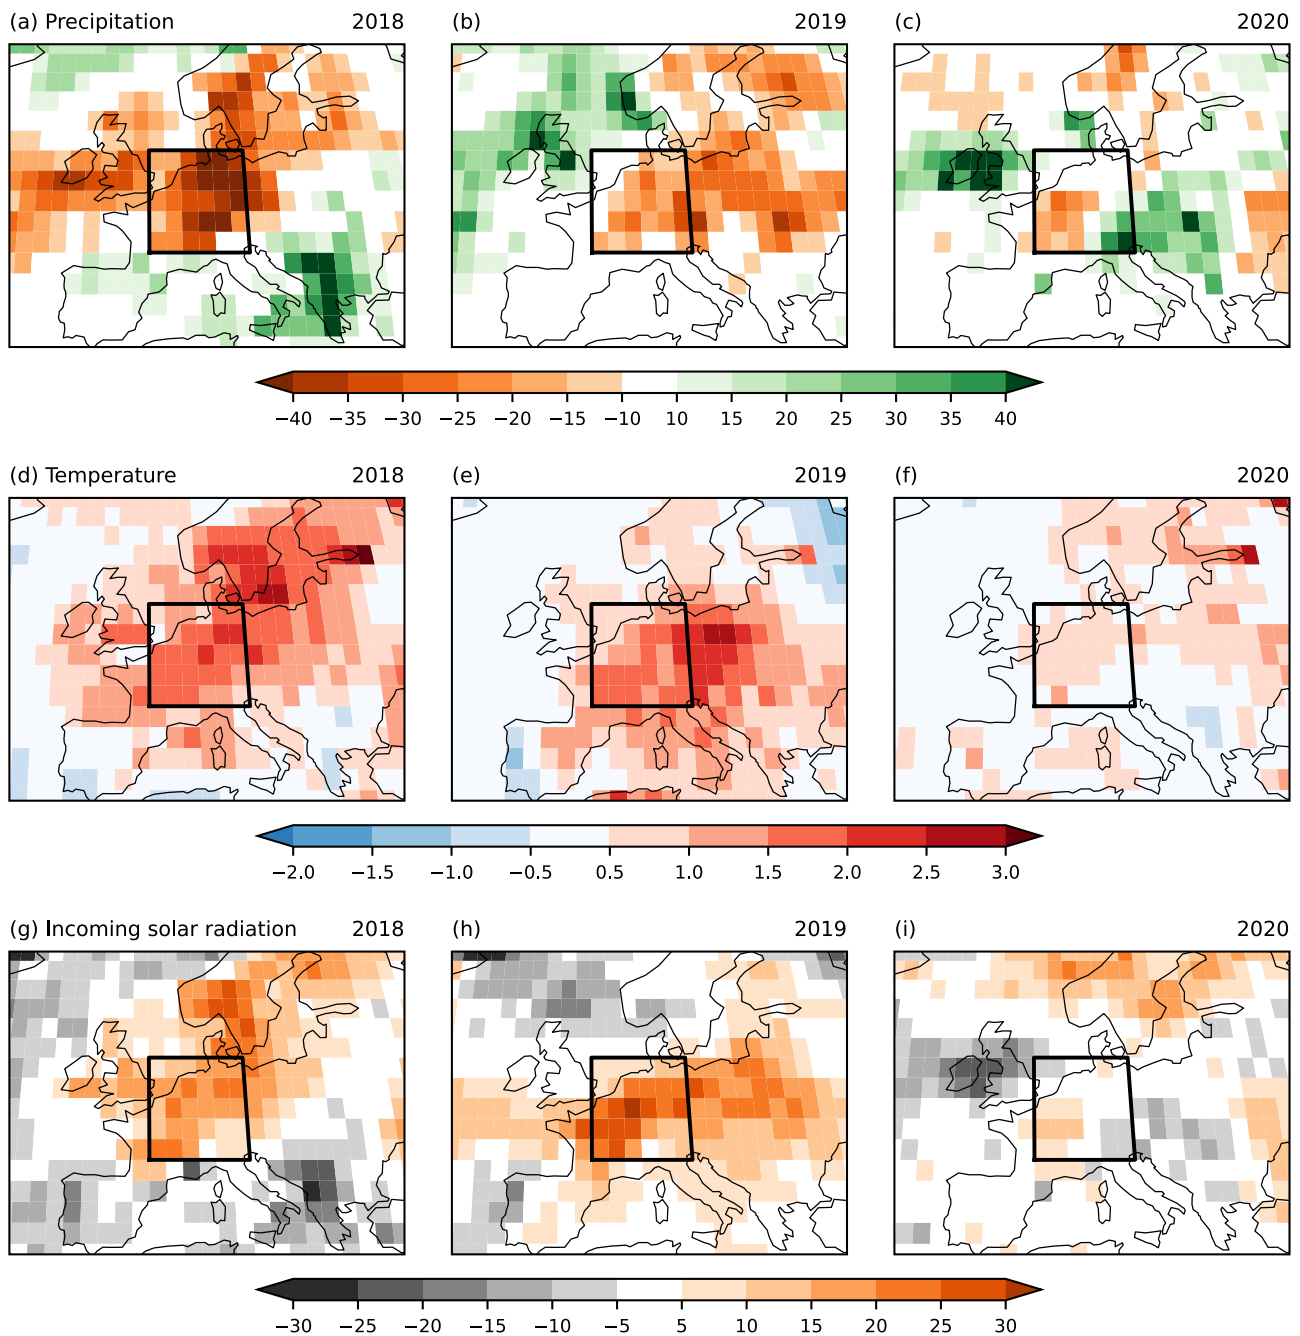 (a) Precipitation 2018
(b) 2019
(c) 2020
−40 −35 −30 −25 −20 −15 −10 10 15 20 25 30 35 40
(d) Temperature 2018
(e) 2019
(f) 2020
−2.0 −1.5 −1.0 −0.5 0.5 1.0 1.5 2.0 2.5 3.0
(g) Incoming solar radiation 2018
(h) 2019
(i) 2020
−30 −25 −20 −15 −10 −5 5 10 15 20 25 30